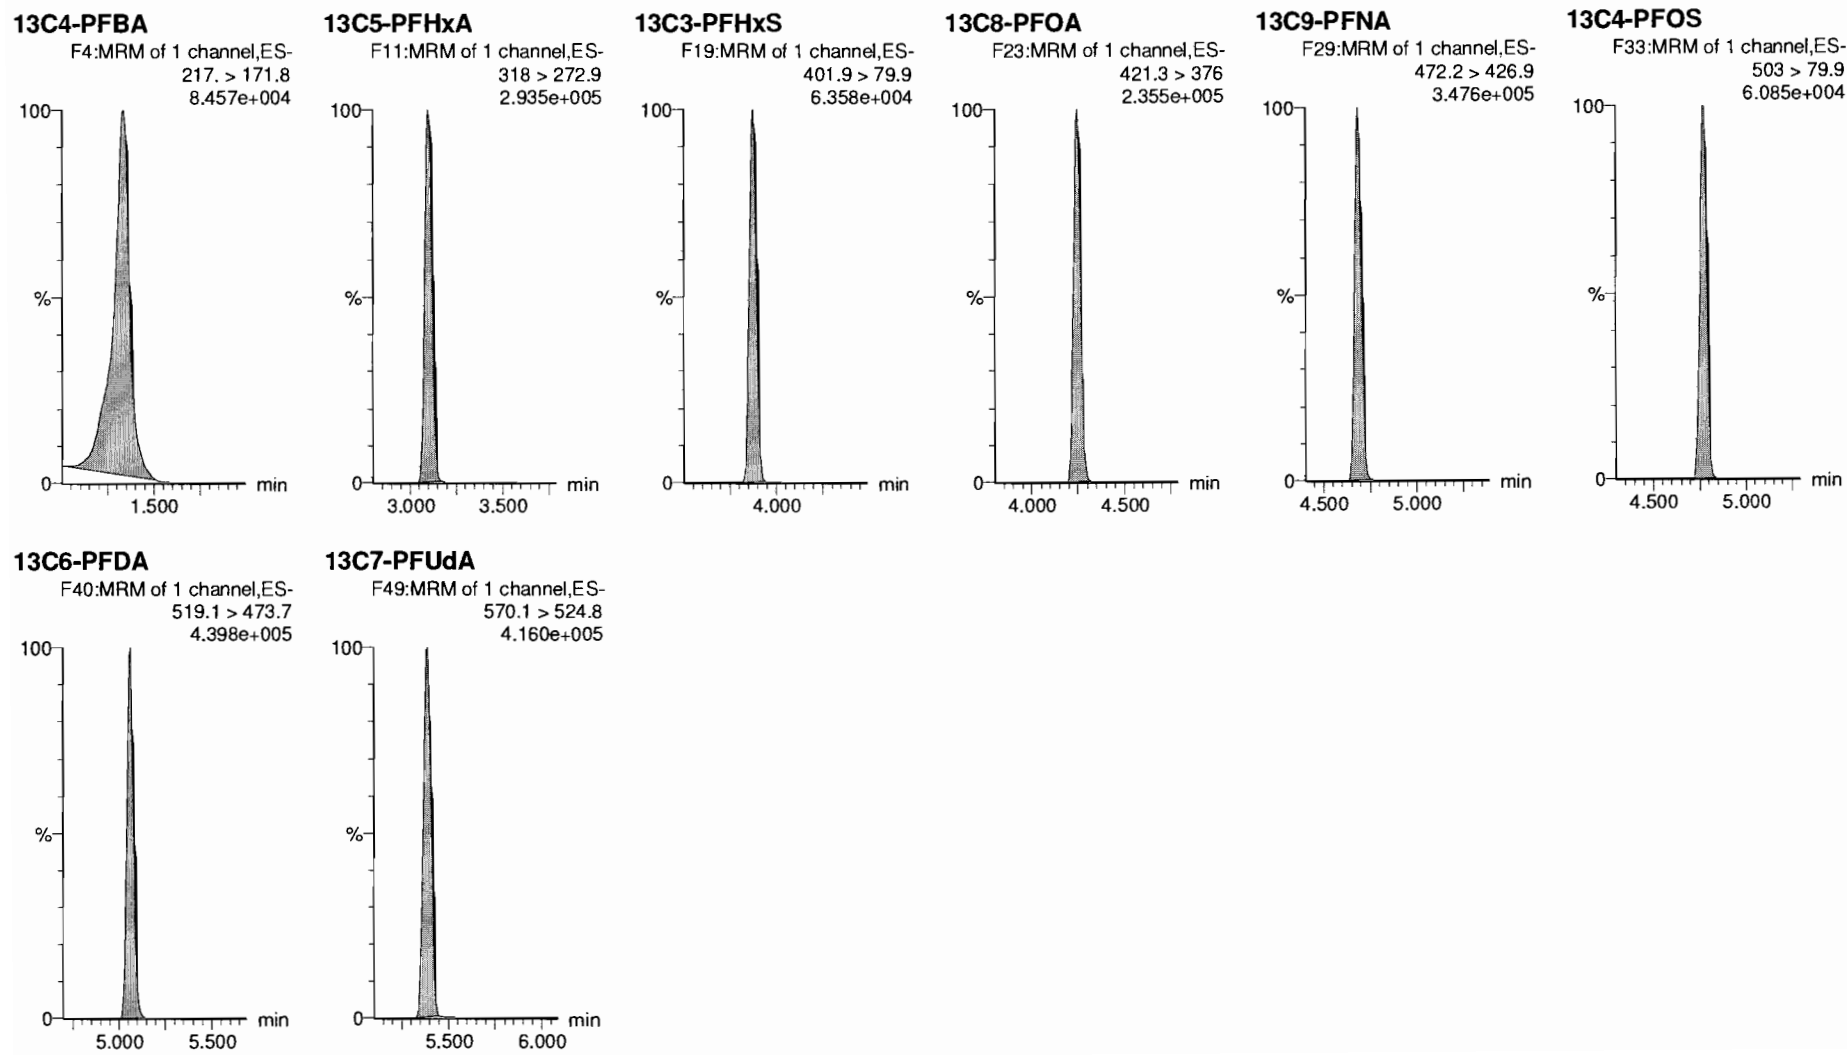 13C4-PFBA
F4:MRM of 1 channel,ES-
217. > 171.8
8.457e+004
100
%
0
min
1.500
13C5-PFHxA
F11:MRM of 1 channel,ES-
318 > 272.9
2.935e+005
100
%
0
min
3.000 3.500
13C3-PFHxS
F19:MRM of 1 channel,ES-
401.9 > 79.9
6.358e+004
100
%
0
min
4.000
13C8-PFOA
F23:MRM of 1 channel,ES-
421.3 > 376
2.355e+005
100
%
0
min
4.000 4.500
13C9-PFNA
F29:MRM of 1 channel,ES-
472.2 > 426.9
3.476e+005
100
%
0
min
4.500 5.000
13C4-PFOS
F33:MRM of 1 channel,ES-
503 > 79.9
6.085e+004
100
%
0
min
4.500 5.000
13C6-PFDA
F40:MRM of 1 channel,ES-
519.1 > 473.7
4.398e+005
100
%
0
min
5.000 5.500
13C7-PFUdA
F49:MRM of 1 channel,ES-
570.1 > 524.8
4.160e+005
100
%
0
min
5.500 6.000